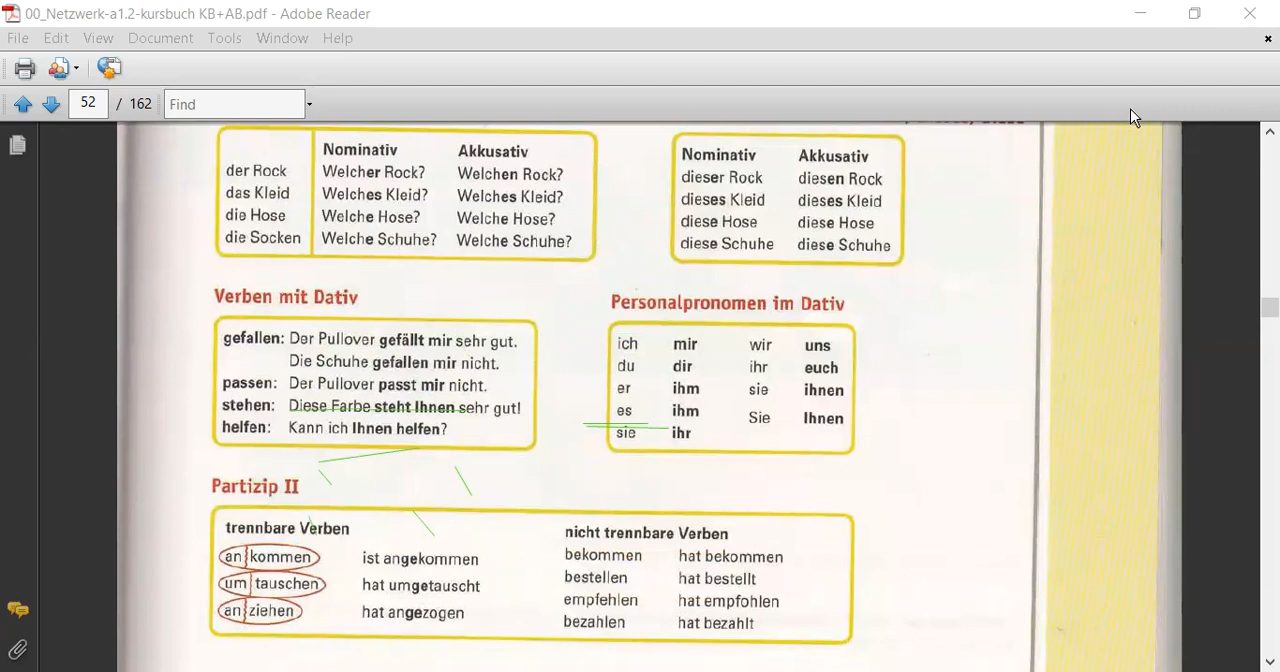 00_Netzwerk-a1.2-kursbuch KB+AB.pdf - Adobe Reader
File Edit View Document Tools Window Help
52 / 162 Find
Nominativ Akkusativ
der Rock Welcher Rock? Welchen Rock?
das Kleid Welches Kleid? Welches Kleid?
die Hose Welche Hose? Welche Hose?
die Socken Welche Schuhe? Welche Schuhe?
Nominativ Akkusativ
dieser Rock diesen Rock
dieses Kleid dieses Kleid
diese Hose diese Hose
diese Schuhe diese Schuhe
Verben mit Dativ
gefallen: Der Pullover gefällt mir sehr gut.
Die Schuhe gefallen mir nicht.
passen: Der Pullover passt mir nicht.
stehen: Diese Farbe steht Ihnen sehr gut!
helfen: Kann ich Ihnen helfen?
Personalpronomen im Dativ
ich mir wir uns
du dir ihr euch
er ihm sie ihnen
es ihm Sie Ihnen
sie ihr
Partizip II
trennbare Verben
an kommen ist angekommen
um tauschen hat umgetauscht
an ziehen hat angezogen
nicht trennbare Verben
bekommen hat bekommen
bestellen hat bestellt
empfehlen hat empfohlen
bezahlen hat bezahlt